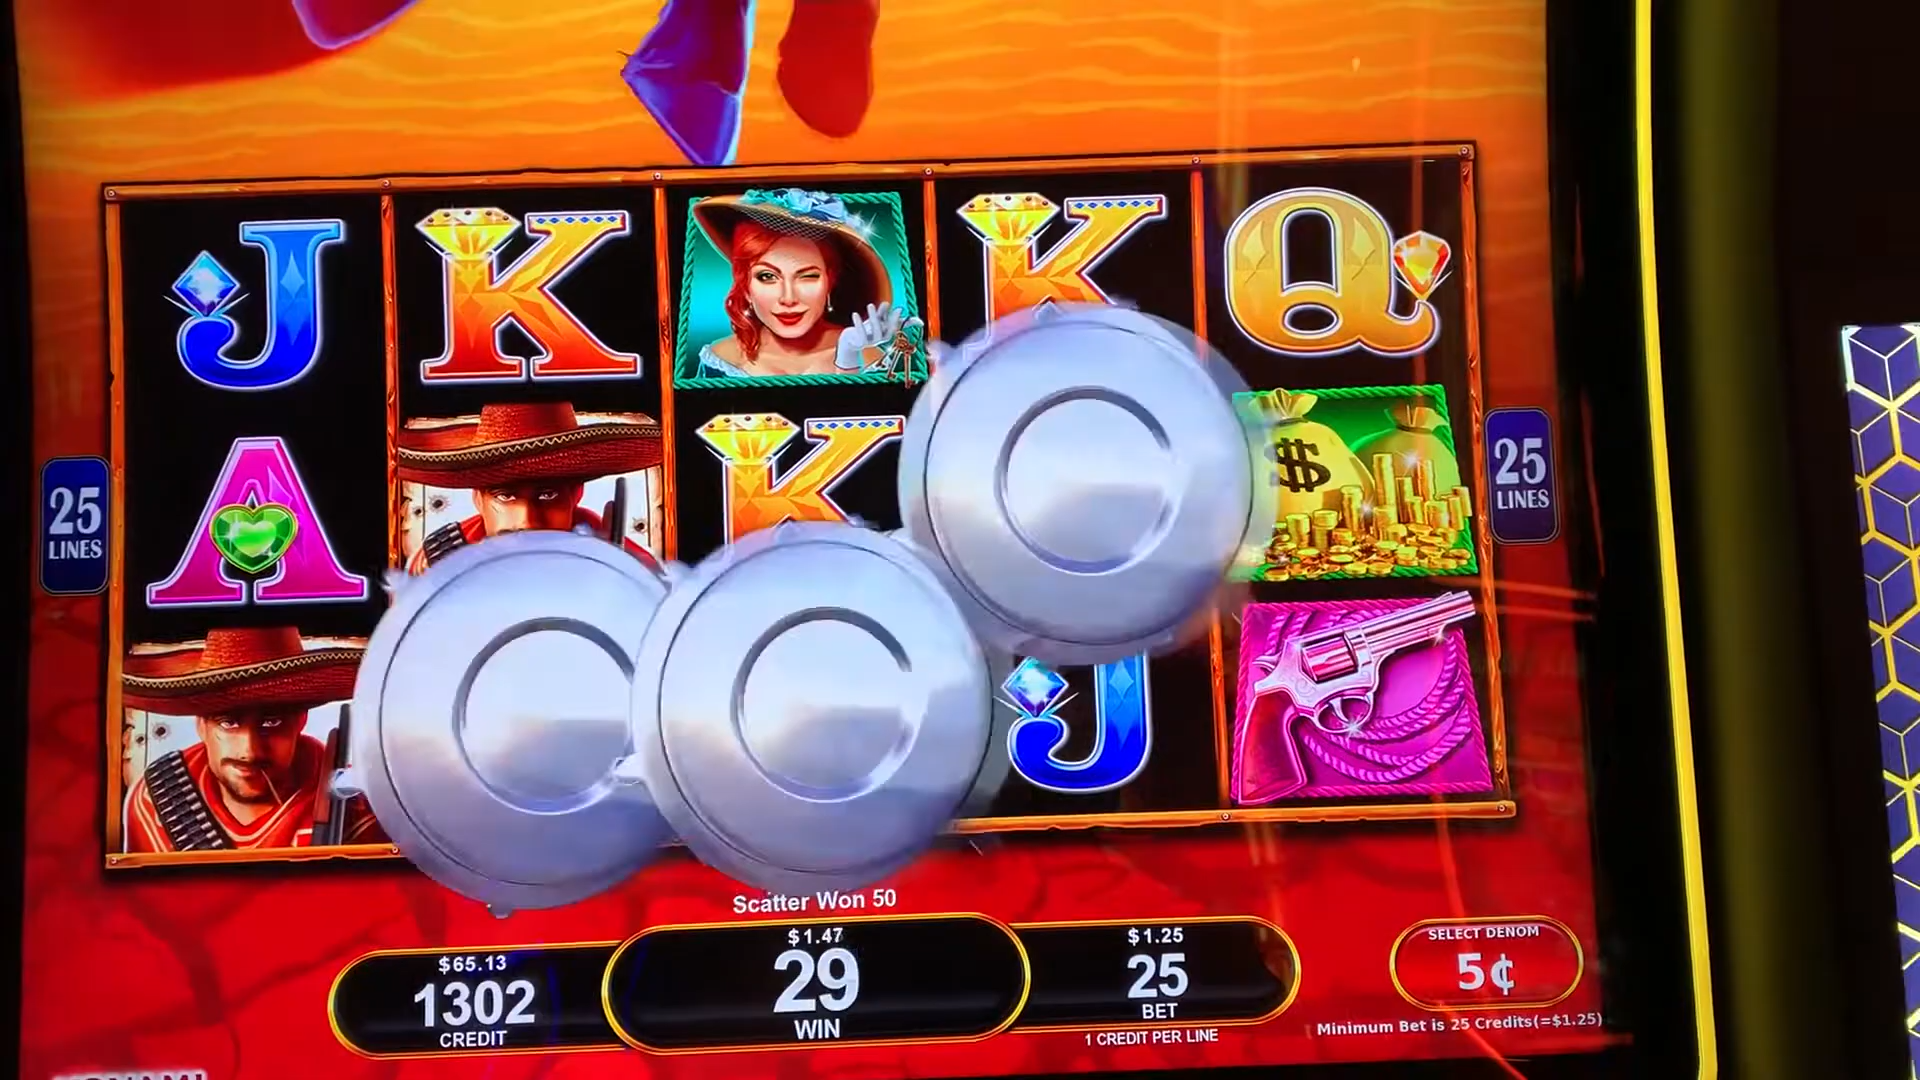 J K K Q
25
LINES
A K $
25
LINES
J
Scatter Won 50
$65.13
1302
CREDIT
$1.47
29
WIN
$1.25
25
BET
1 CREDIT PER LINE
SELECT DENOM
5¢
Minimum Bet is 25 Credits(=$1.25)
KONAMI